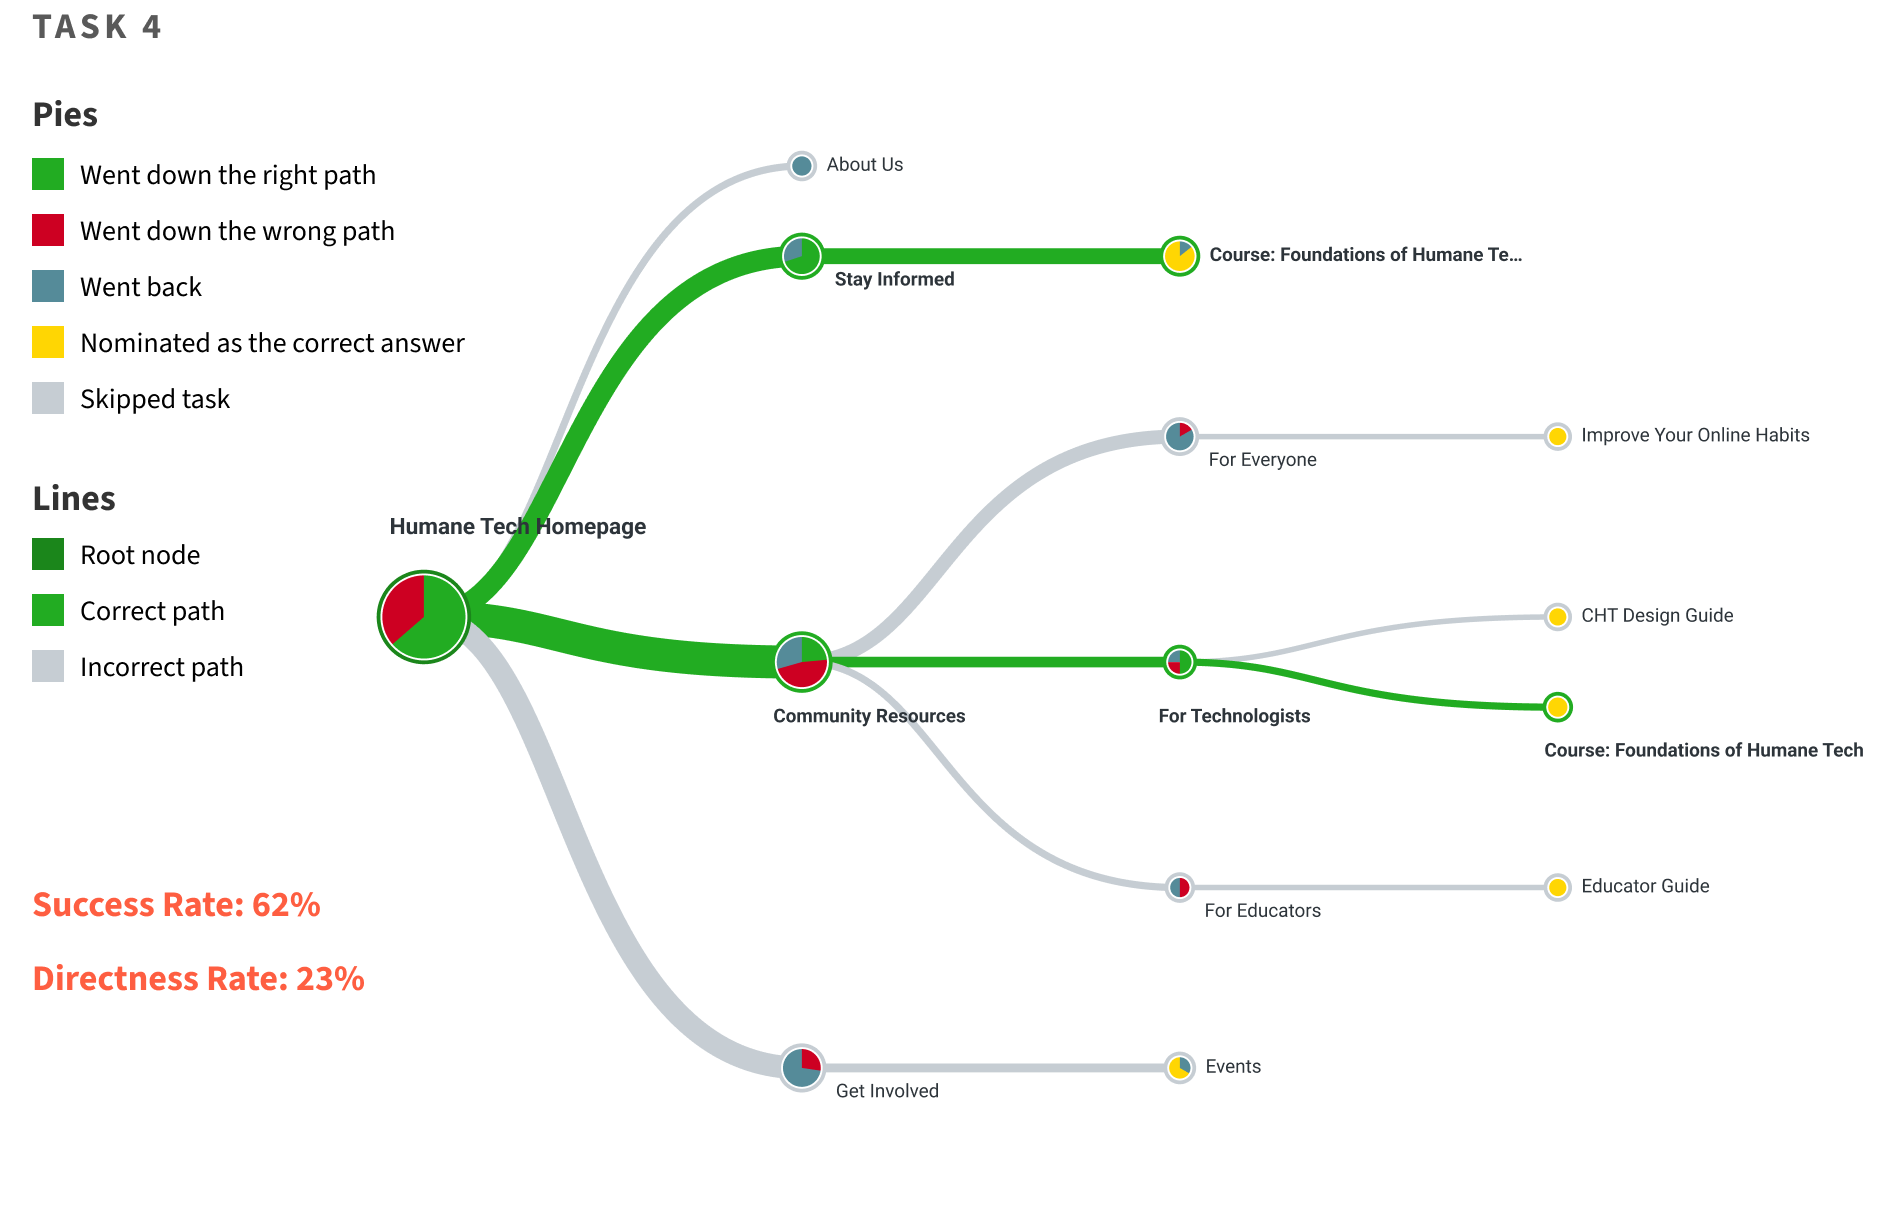 TASK 4
Pies
Went down the right path
Went down the wrong path
Went back
Nominated as the correct answer
Skipped task
Lines
Root node
Correct path
Incorrect path
Success Rate: 62%
Directness Rate: 23%
Humane Tech Homepage
About Us
Stay Informed
Course: Foundations of Humane Te...
For Everyone
Improve Your Online Habits
Community Resources
For Technologists
CHT Design Guide
Course: Foundations of Humane Tech
For Educators
Educator Guide
Get Involved
Events